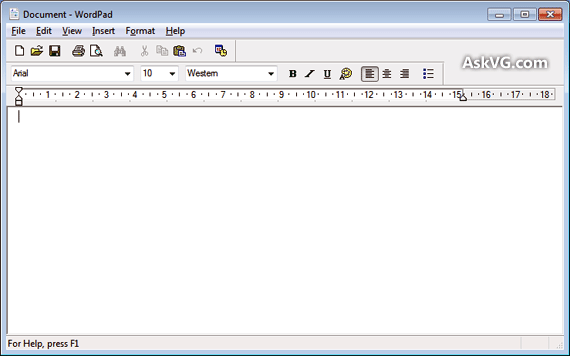 Document - WordPad
File Edit View Insert Format Help
AskVG.com
Arial 10 Western B I U
1 2 3 4 5 6 7 8 9 10 11 12 13 14 15 16 17 18
For Help, press F1